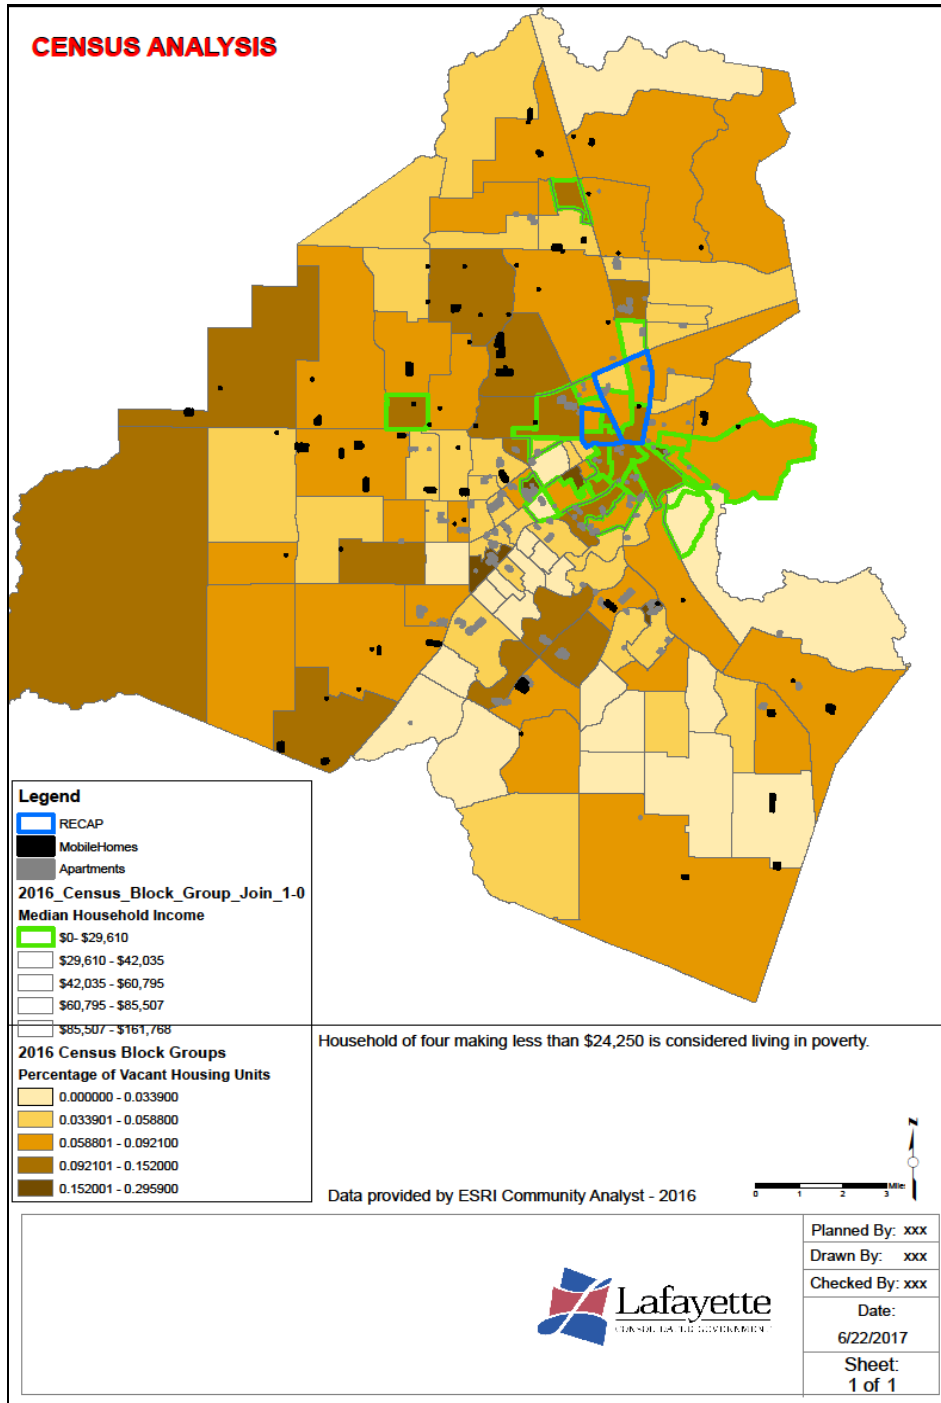 CENSUS ANALYSIS
Legend
RECAP
MobileHomes
Apartments
2016_Census_Block_Group_Join_1-0
Median Household Income
$0- $29,610
$29,610 - $42,035
$42,035 - $60,795
$60,795 - $85,507
$85,507 - $161,768
2016 Census Block Groups
Percentage of Vacant Housing Units
0.000000 - 0.033900
0.033901 - 0.058800
0.058801 - 0.092100
0.092101 - 0.152000
0.152001 - 0.295900
Household of four making less than $24,250 is considered living in poverty.
Data provided by ESRI Community Analyst - 2016
N
0 1 2 3 Miles
Lafayette
CONSOLIDATED GOVERNMENT
Planned By: xxx
Drawn By: xxx
Checked By: xxx
Date:
6/22/2017
Sheet:
1 of 1